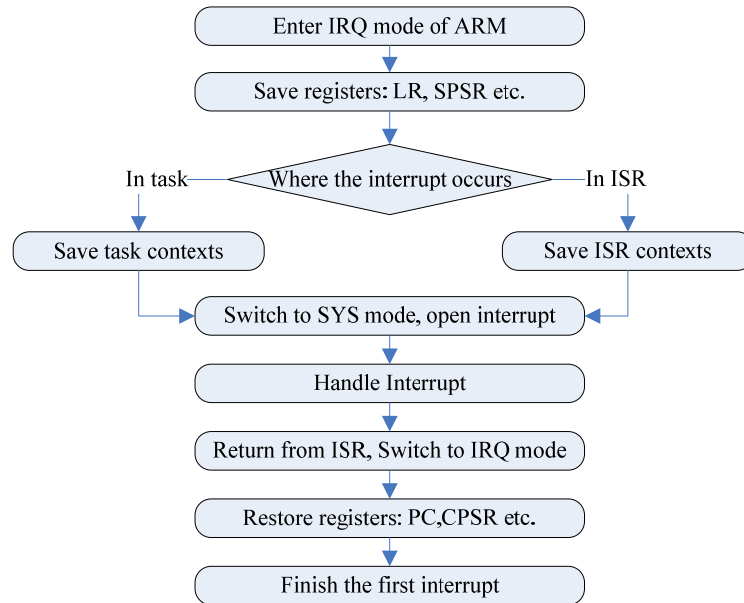 Enter IRQ mode of ARM
Save registers: LR, SPSR etc.
In task
Where the interrupt occurs
In ISR
Save task contexts
Save ISR contexts
Switch to SYS mode, open interrupt
Handle Interrupt
Return from ISR, Switch to IRQ mode
Restore registers: PC,CPSR etc.
Finish the first interrupt